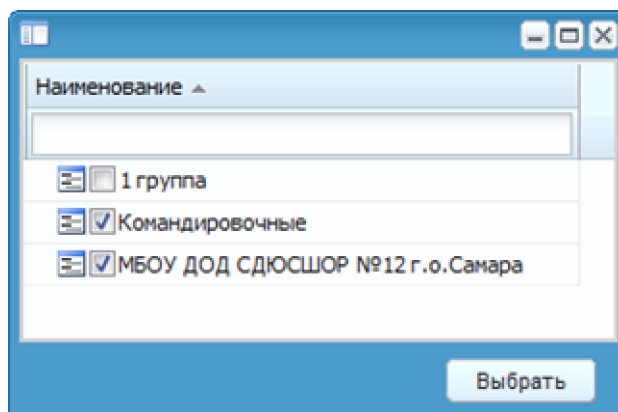 Наименование
1 группа
Командировочные
МБОУ ДОД СДЮСШОР №12 г.о.Самара
Выбрать